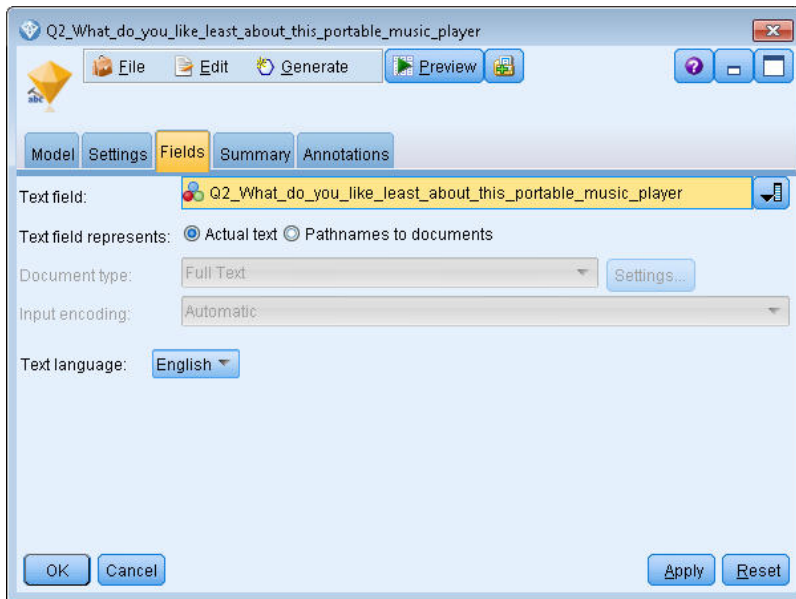 Q2_What_do_you_like_least_about_this_portable_music_player
File Edit Generate Preview
abc
Model Settings Fields Summary Annotations
Text field: Q2_What_do_you_like_least_about_this_portable_music_player
Text field represents: Actual text Pathnames to documents
Document type: Full Text Settings...
Input encoding: Automatic
Text language: English
OK Cancel Apply Reset